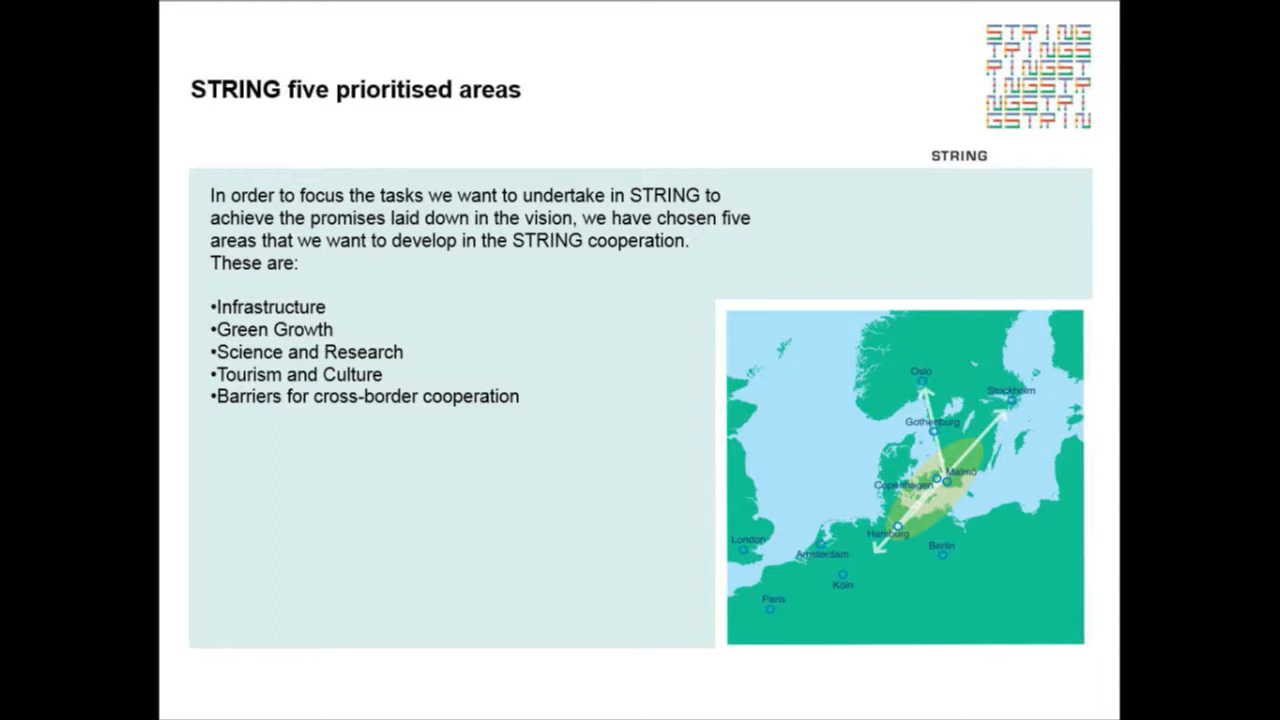 STRING five prioritised areas
STRING
TRINGS
RINGST
INGSTR
NGSTRI
GSTRIN
STRING
In order to focus the tasks we want to undertake in STRING to
achieve the promises laid down in the vision, we have chosen five
areas that we want to develop in the STRING cooperation.
These are:
•Infrastructure
•Green Growth
•Science and Research
•Tourism and Culture
•Barriers for cross-border cooperation
Oslo
Stockholm
Gothenburg
Malmö
Copenhagen
Hamburg
London
Berlin
Amsterdam
Köln
Paris